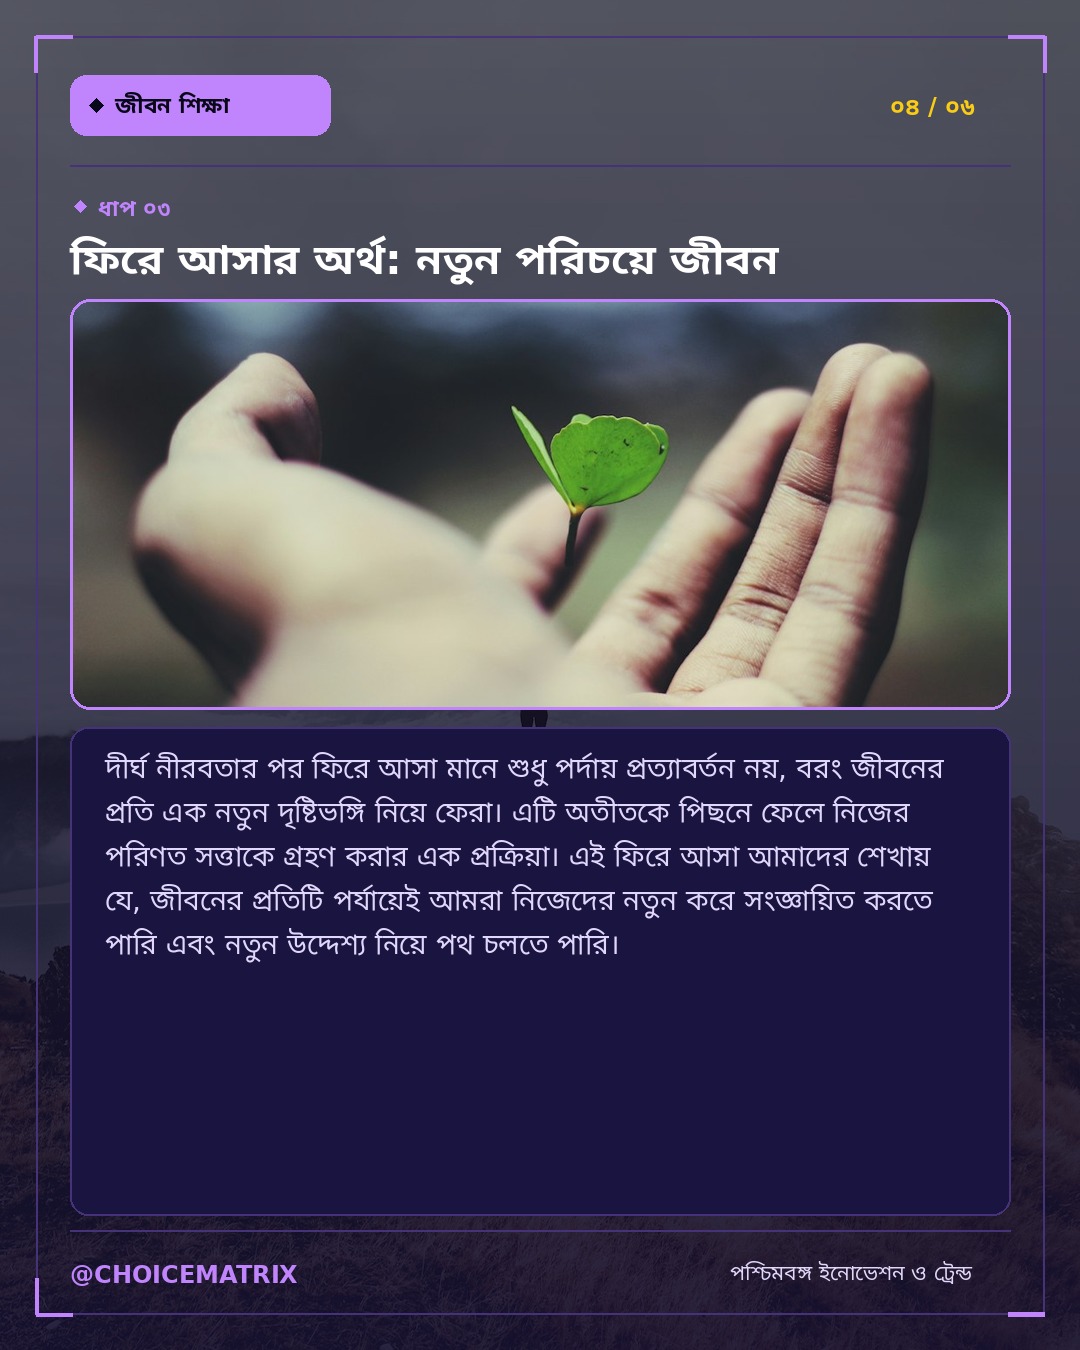 ◆ জীবন শিক্ষা
০৪ / ০৬
◆ ধাপ ০৩
ফিরে আসার অর্থ: নতুন পরিচয়ে জীবন
দীর্ঘ নীরবতার পর ফিরে আসা মানে শুধু পর্দায় প্রত্যাবর্তন নয়, বরং জীবনের
প্রতি এক নতুন দৃষ্টিভঙ্গি নিয়ে ফেরা। এটি অতীতকে পিছনে ফেলে নিজের
পরিণত সত্তাকে গ্রহণ করার এক প্রক্রিয়া। এই ফিরে আসা আমাদের শেখায়
যে, জীবনের প্রতিটি পর্যায়েই আমরা নিজেদের নতুন করে সংজ্ঞায়িত করতে
পারি এবং নতুন উদ্দেশ্য নিয়ে পথ চলতে পারি।
@CHOICEMATRIX
পশ্চিমবঙ্গ ইনোভেশন ও ট্রেন্ড